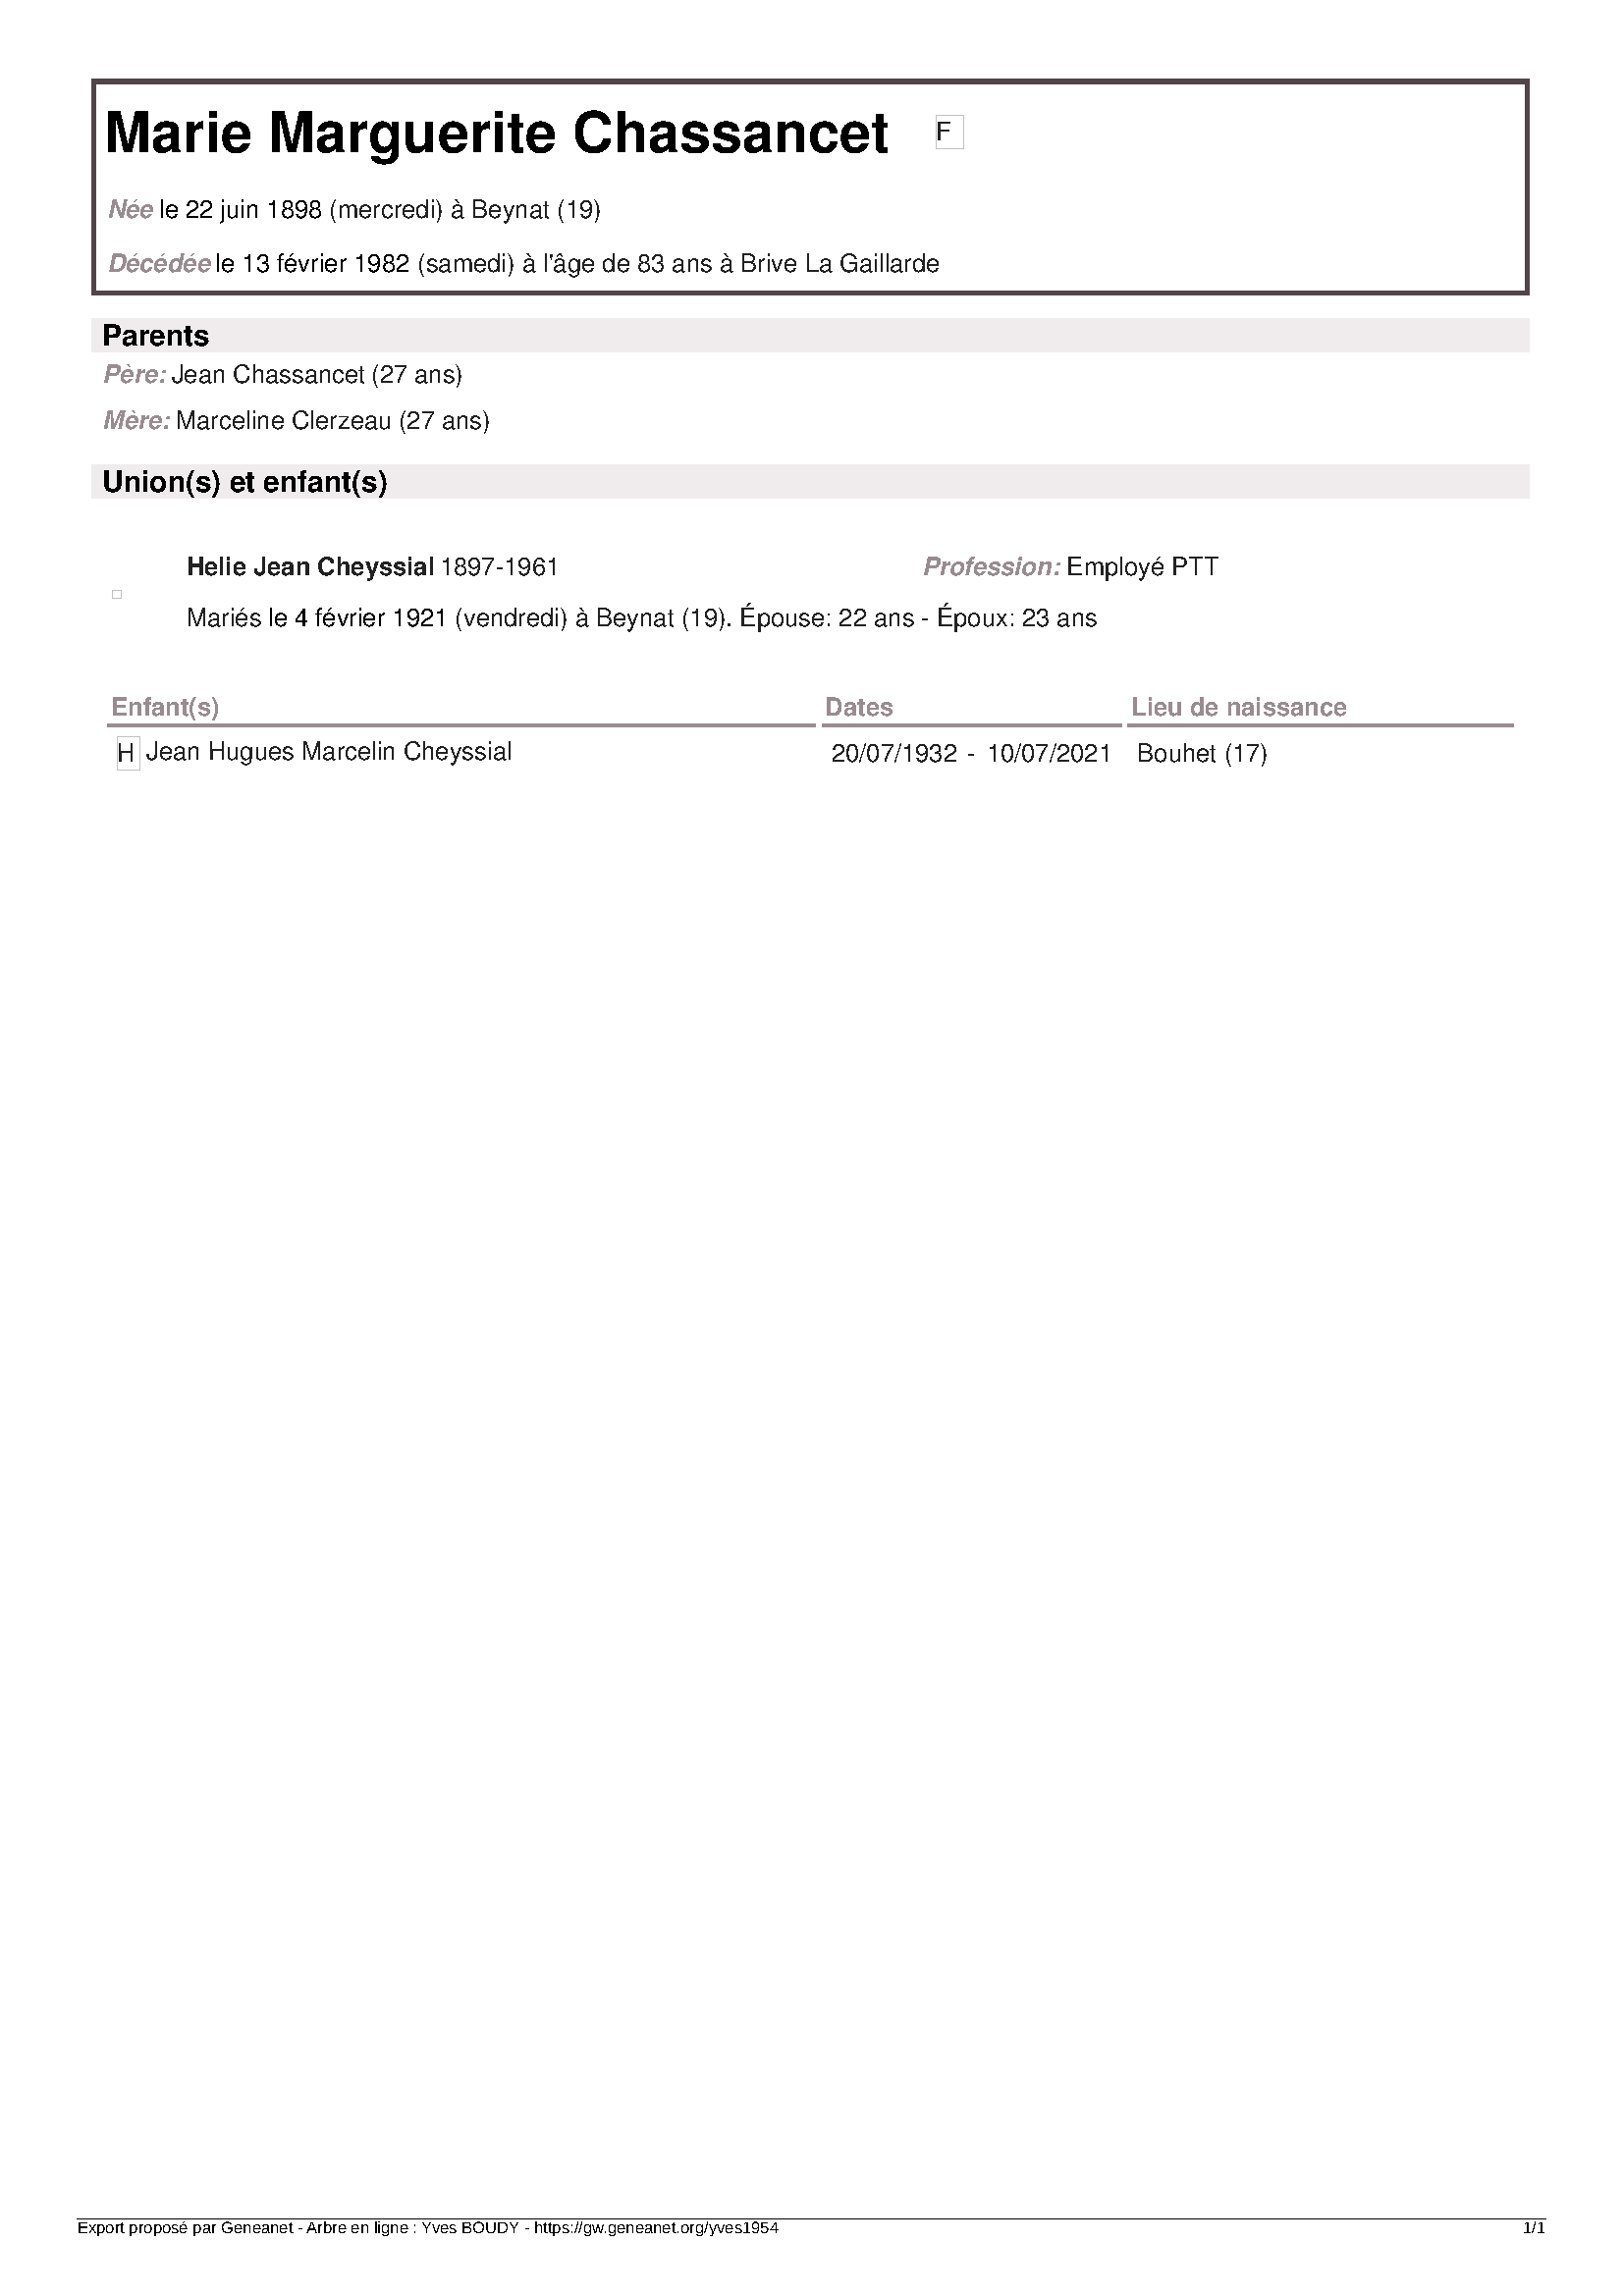 Marie Marguerite Chassancet F
Née le 22 juin 1898 (mercredi) à Beynat (19)
Décédée le 13 février 1982 (samedi) à l'âge de 83 ans à Brive La Gaillarde
Parents
Père: Jean Chassancet (27 ans)
Mère: Marceline Clerzeau (27 ans)
Union(s) et enfant(s)
Helie Jean Cheyssial 1897-1961 Profession: Employé PTT
Mariés le 4 février 1921 (vendredi) à Beynat (19). Épouse: 22 ans - Époux: 23 ans
Enfant(s) Dates Lieu de naissance
H Jean Hugues Marcelin Cheyssial 20/07/1932 - 10/07/2021 Bouhet (17)
Export proposé par Geneanet - Arbre en ligne : Yves BOUDY - https://gw.geneanet.org/yves1954 1/1